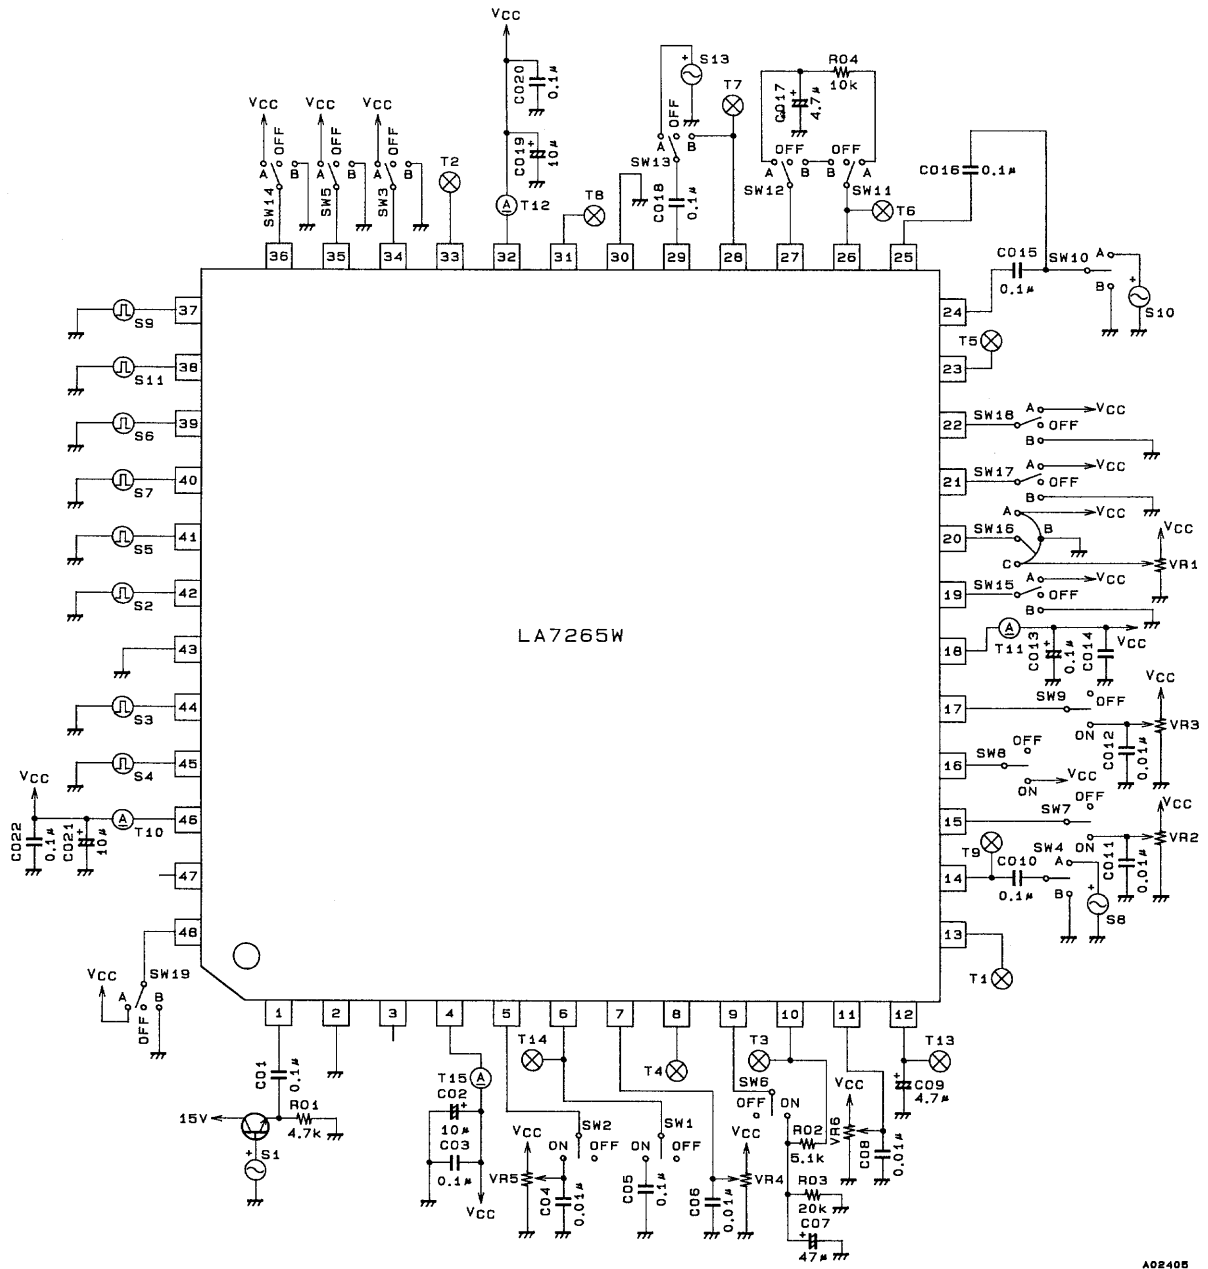 VCC
S13
T7
R04
10k
C020
0.1μ
C017
4.7μ
VCC OFF
VCC OFF
VCC OFF
A B
A B
A B
SW14
SW5
SW3
T2
C019
10μ
A T12
T8
OFF
A B
SW13
C018
0.1μ
OFF OFF
A B B A
SW12 SW11
T6
C016 0.1μ
36 35 34 33 32 31 30 29 28 27 26 25
C015
0.1μ
SW10 A
B
S10
37 S9
38 S11
39 S6
40 S7
41 S5
42 S2
43
44 S3
45 S4
46 A T10
47
48
VCC
C022
0.1μ
C021
10μ
LA7265W
24
T5
23
22 SW18 A VCC
OFF
B
21 SW17 A VCC
OFF
B
20 SW16 A VCC
B
C
VCC
VR1
19 SW15 A VCC
OFF
B
18 A T11
C013
0.1μ
C014
VCC
17 SW9 OFF
ON
VCC
VR3
C012
0.01μ
16 SW8 OFF
ON
VCC
15 SW7 OFF
ON
VCC
VR2
C011
0.01μ
14 T9 C010
0.1μ
SW4 A
B
S8
13 T1
VCC SW19
A B
OFF
1 2 3 4 5 6 7 8 9 10 11 12
C01
0.1μ
15V
R01
4.7k
S1
T15 A
C02
10μ
C03
0.1μ
VCC
T14
SW2
ON OFF
VCC
VR5
C04
0.01μ
SW1
ON OFF
C05
0.1μ
T4
C06
0.01μ
VCC
VR4
T3
SW6
OFF ON
R02
5.1k
R03
20k
C07
47μ
VCC
VR6
C08
0.01μ
T13
C09
4.7μ
A02405